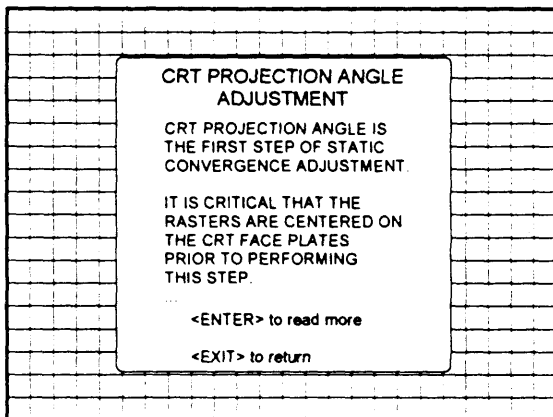 CRT PROJECTION ANGLE
ADJUSTMENT
CRT PROJECTION ANGLE IS
THE FIRST STEP OF STATIC
CONVERGENCE ADJUSTMENT.
IT IS CRITICAL THAT THE
RASTERS ARE CENTERED ON
THE CRT FACE PLATES
PRIOR TO PERFORMING
THIS STEP.
...
<ENTER> to read more
<EXIT> to return